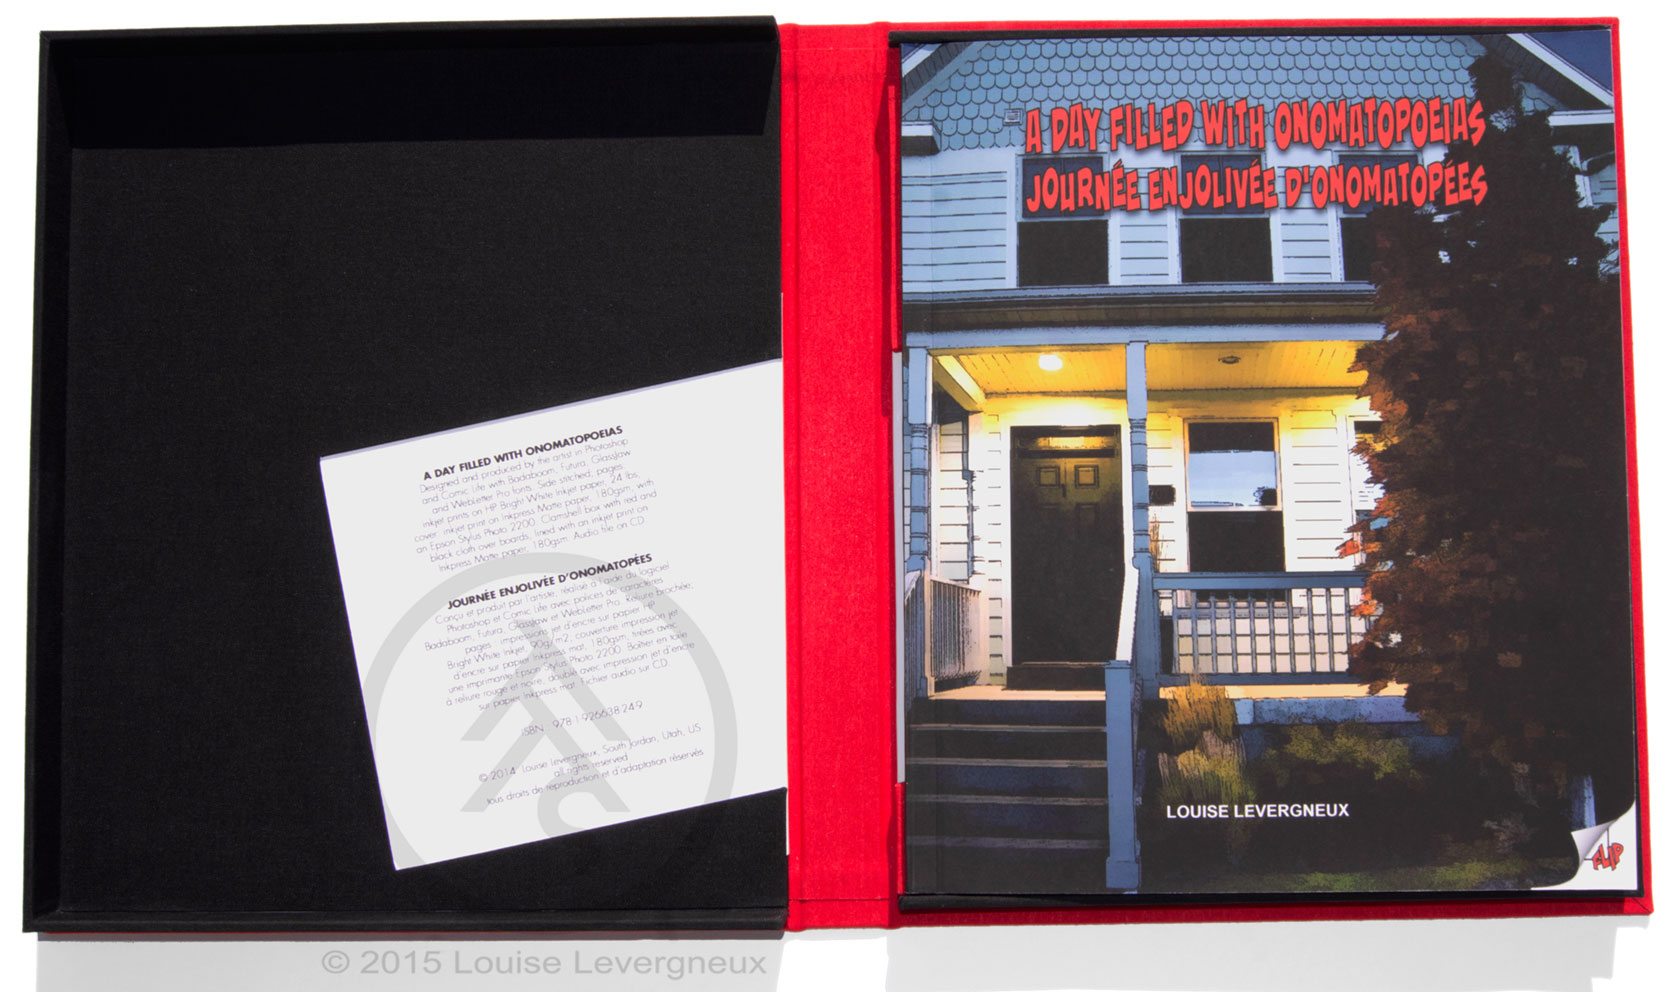 A DAY FILLED WITH ONOMATOPOEIAS
Designed and produced by the artist in Photoshop
and Comic Life with Badaboom, Futura, GlassJaw
and Webletter Pro fonts. Side stitched, pages:
inkjet prints on HP Bright White Inkjet paper, 24 lbs,
cover: inkjet print on Inkpress Matte paper, 180gsm, with
an Epson Stylus Photo 2200. Clamshell box with red and
black cloth over boards, lined with an inkjet print on
Inkpress Matte paper, 180gsm. Audio file on CD.
JOURNÉE ENJOLIVÉE D'ONOMATOPÉES
Conçu et produit par l'artiste, réalisé à l'aide du logiciel
Photoshop et Comic Life avec polices de caractères
Badaboom, Futura, GlassJaw et Webletter Pro. Reliure brochée,
pages : impressions jet d'encre sur papier HP
Bright White Inkjet, 90g/m2, couverture impression jet
d'encre sur papier Inkpress mat, 180gsm, tirées avec
une imprimante Epson Stylus Photo 2200. Boîtier en toile
à reliure rouge et noire, doublé avec impression jet d'encre
sur papier Inkpress mat. Fichier audio sur CD.
ISBN : 978-1-926638-24-9
© 2014 Louise Levergneux, South Jordan, Utah, US
all rights reserved
tous droits de reproduction et d'adaptation réservés
A DAY FILLED WITH ONOMATOPOEIAS
JOURNÉE ENJOLIVÉE D'ONOMATOPÉES
LOUISE LEVERGNEUX
FLIP
© 2015 Louise Levergneux